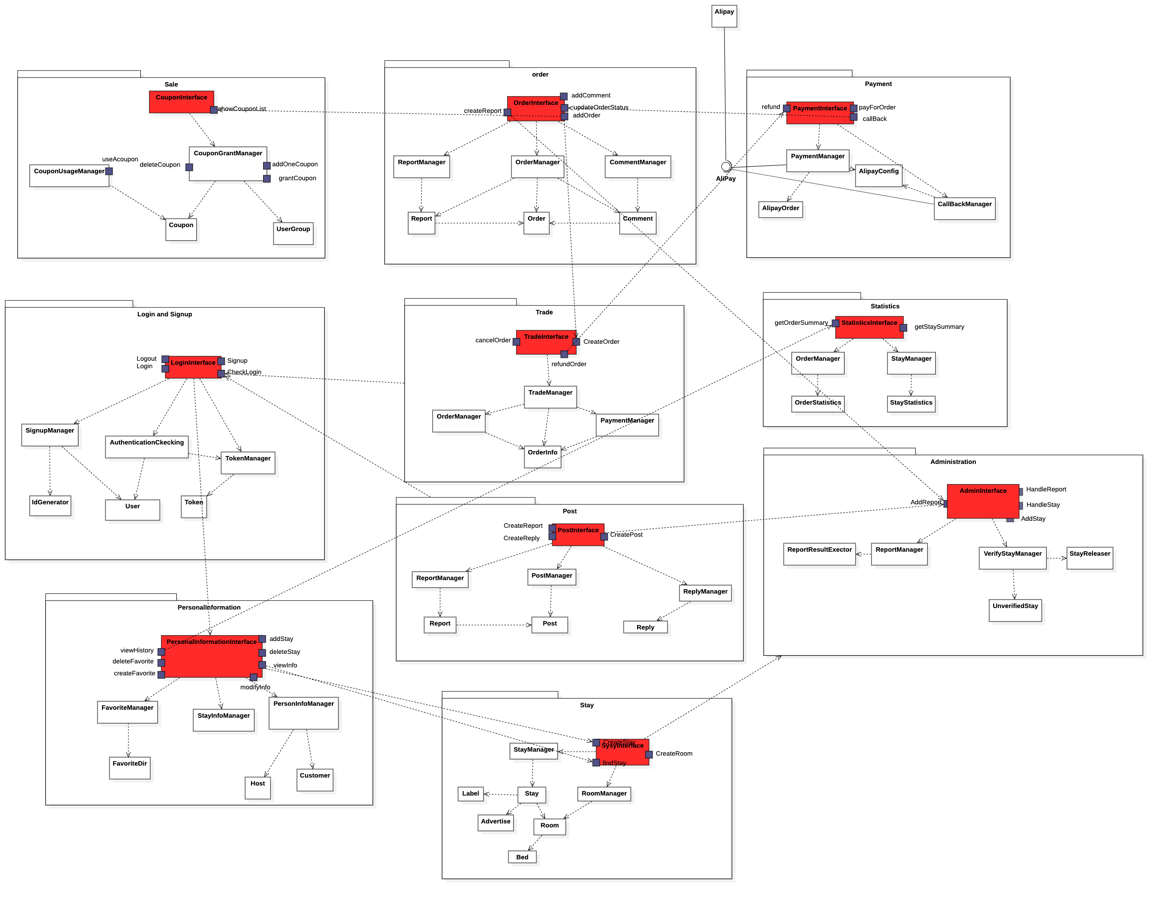 Alipay
AliPay
Sale
CouponInterface
showCouponList
CouponGrantManager
useAcoupon
deleteCoupon
addOneCoupon
grantCoupon
CouponUsageManager
Coupon
UserGroup
order
OrderInterface
addComment
createReport
cupdateOrderStatus
addOrder
ReportManager
OrderManager
CommentManager
Report
Order
Comment
Payment
refund
PaymentInterface
payForOrder
callBack
PaymentManager
AlipayConfig
AlipayOrder
CallBackManager
Login and Signup
Logout
Login
LoginInterface
Signup
CheckLogin
SignupManager
AuthenticationCkecking
TokenManager
IdGenerator
User
Token
Trade
cancelOrder
TradeInterface
CreateOrder
refundOrder
TradeManager
OrderManager
PaymentManager
OrderInfo
Statistics
getOrderSummary
StatisticsInterface
getStaySummary
OrderManager
StayManager
OrderStatistics
StayStatistics
Administration
AdminInterface
AddReport
HandleReport
HandleStay
AddStay
ReportResultExector
ReportManager
VerifyStayManager
StayReleaser
UnverifiedStay
Post
CreateReport
CreateReply
PostInterface
CreatePost
ReportManager
PostManager
ReplyManager
Report
Post
Reply
PersonalInformation
PersonalInformationInterface
viewHistory
deleteFavorite
createFavorite
addStay
deleteStay
viewInfo
modifyInfo
FavoriteManager
StayInfoManager
PersonInfoManager
FavoriteDir
Host
Customer
Stay
CreateStay
SysyInterface
findStay
CreateRoom
StayManager
RoomManager
Label
Stay
Advertise
Room
Bed